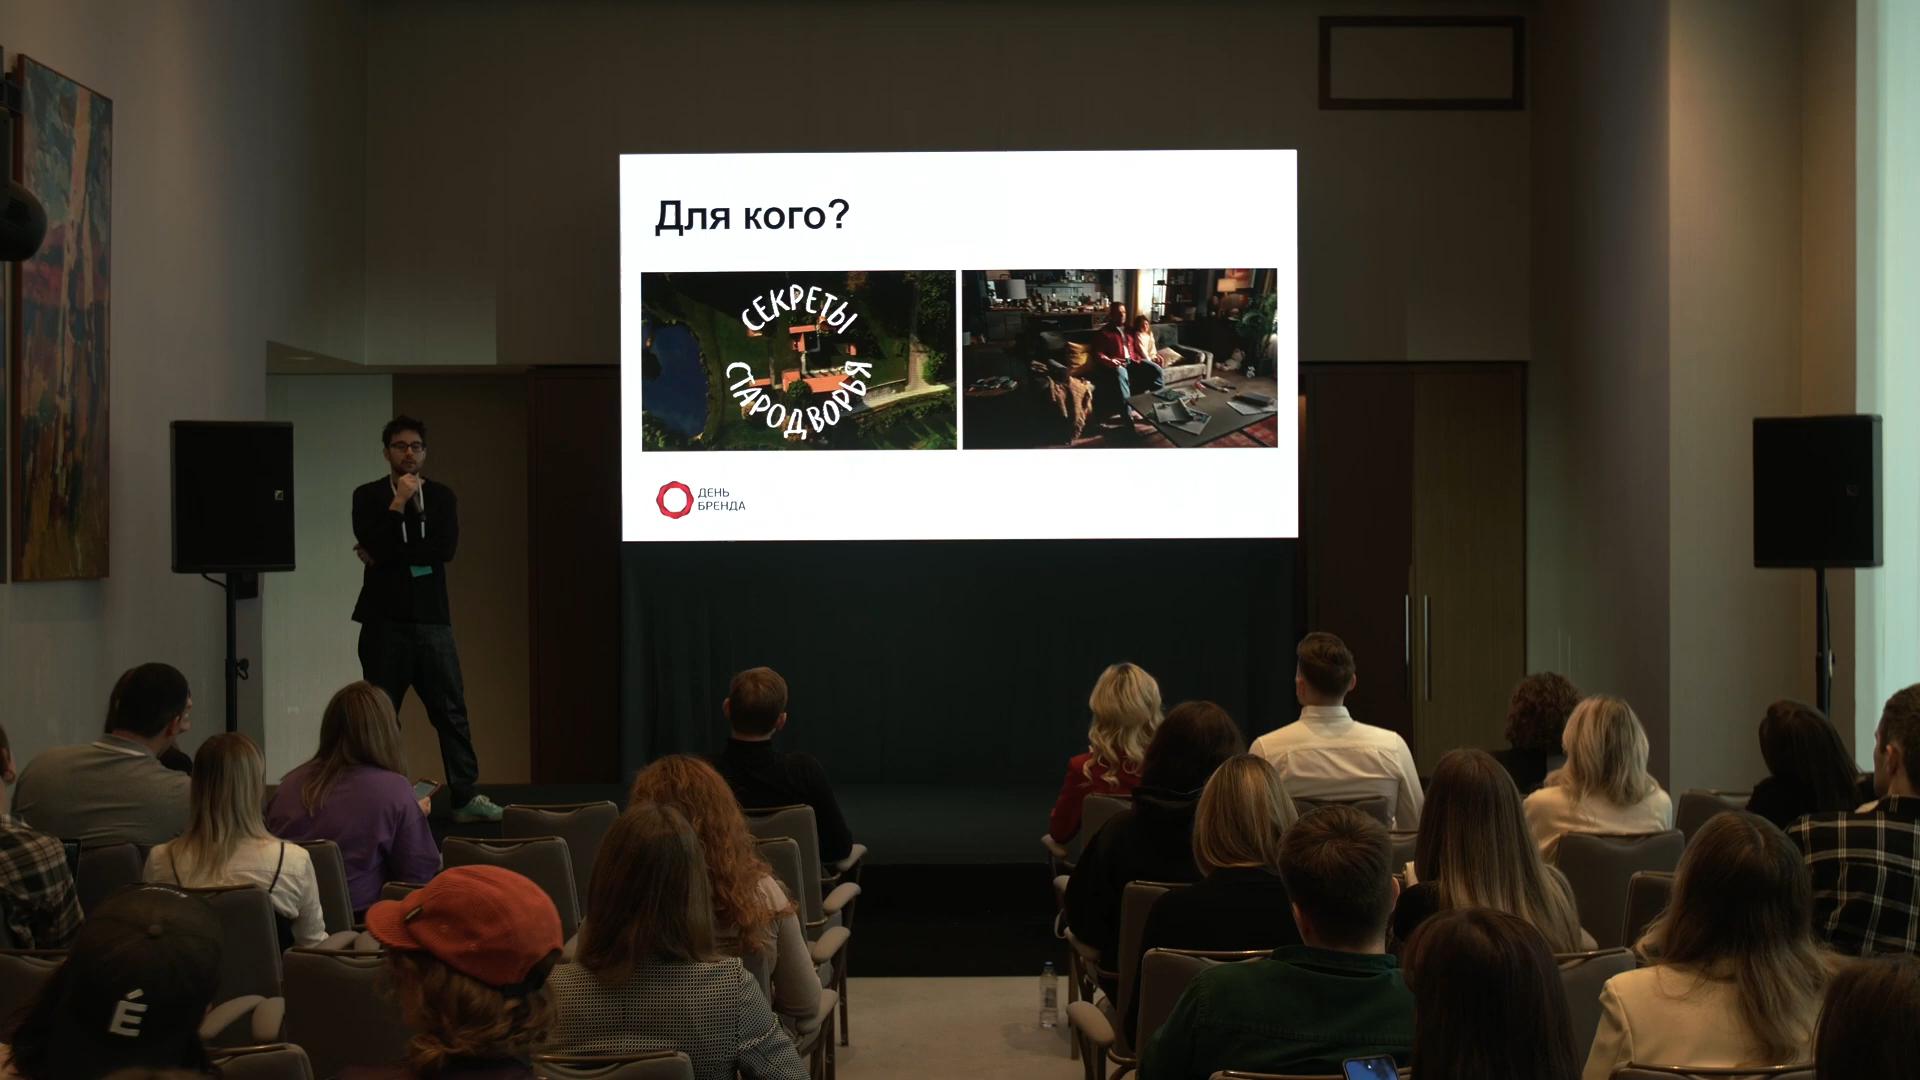 Для кого?
СЕКРЕТЫ
СТАРОДВОРЬЯ
ДЕНЬ
БРЕНДА
É